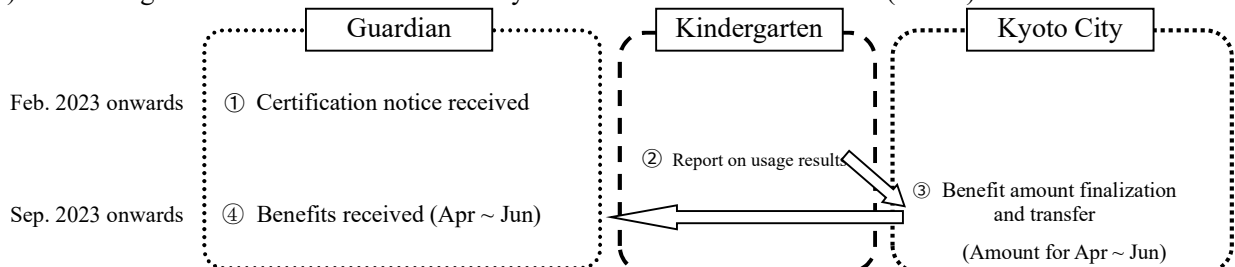 Guardian
Kindergarten
Kyoto City
Feb. 2023 onwards
① Certification notice received
② Report on usage results
③ Benefit amount finalization
and transfer
Sep. 2023 onwards
④ Benefits received (Apr ~ Jun)
(Amount for Apr ~ Jun)